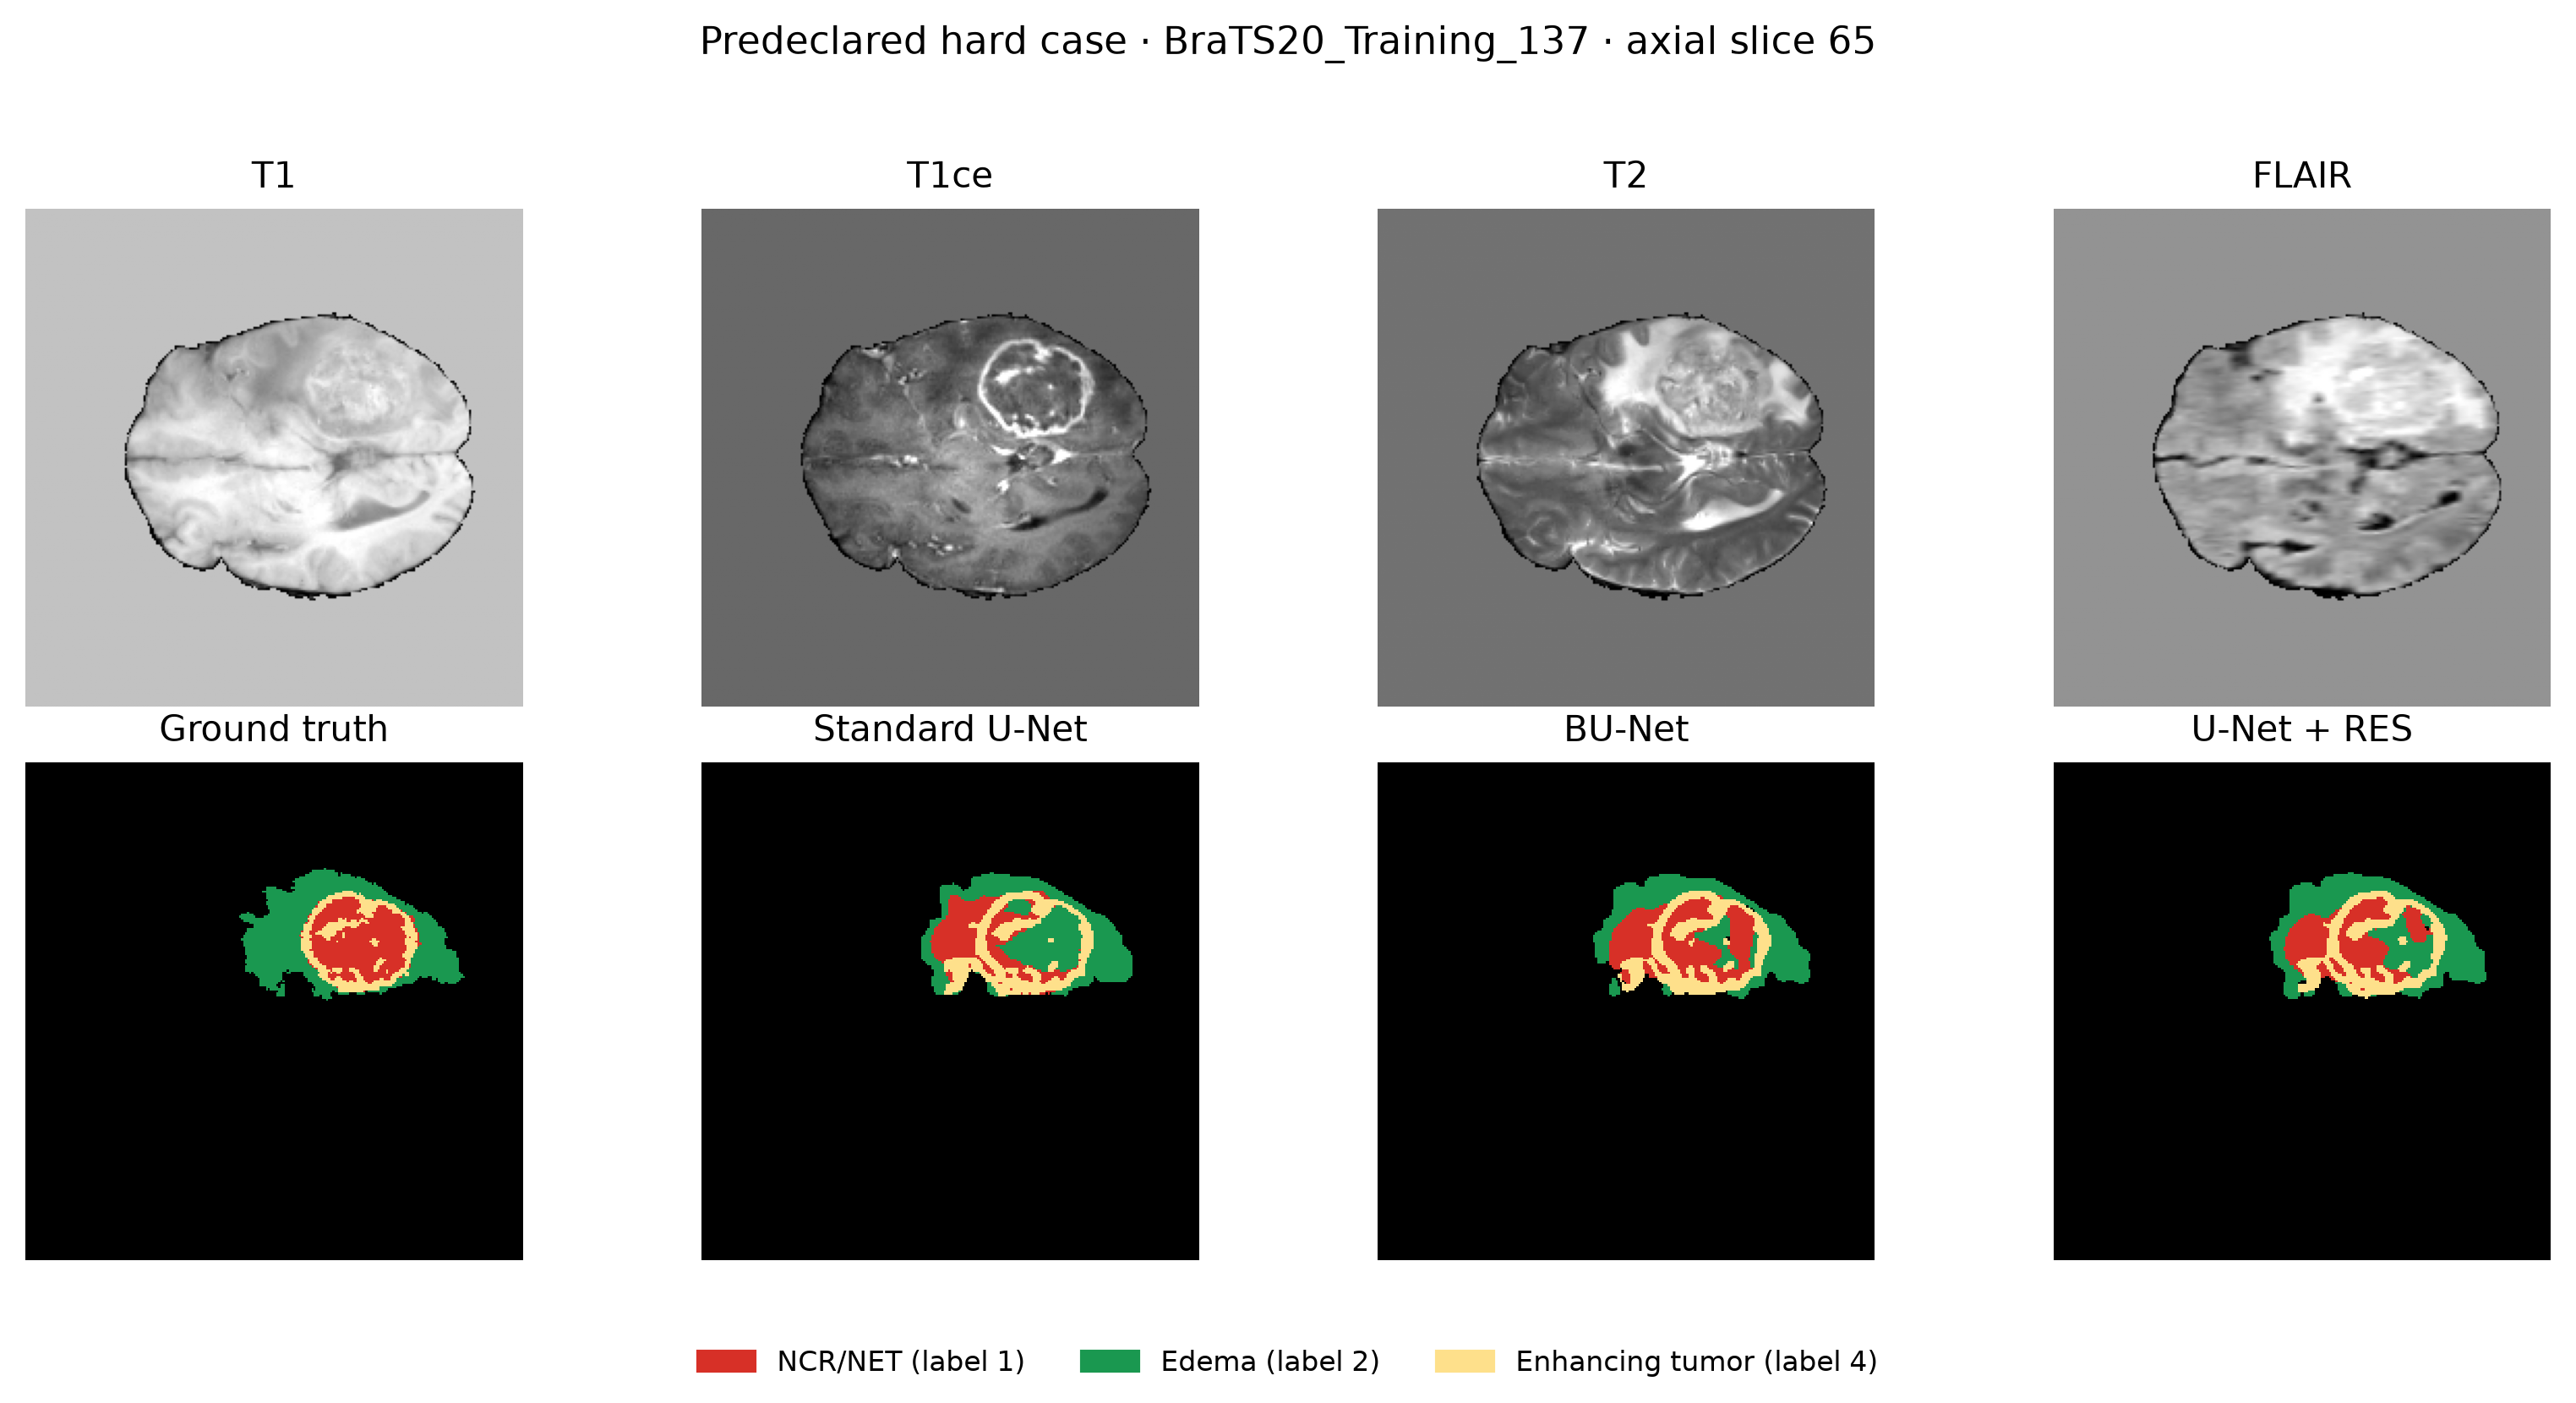 Predeclared hard case · BraTS20_Training_137 · axial slice 65
T1 T1ce T2 FLAIR
Ground truth Standard U-Net BU-Net U-Net + RES
NCR/NET (label 1) Edema (label 2) Enhancing tumor (label 4)